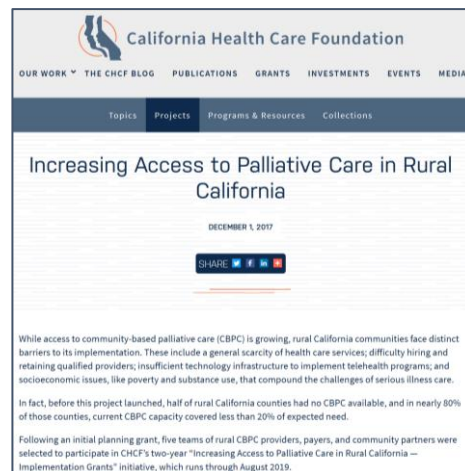 California Health Care Foundation
OUR WORK THE CHCF BLOG PUBLICATIONS GRANTS INVESTMENTS EVENTS MEDIA
Topics Projects Programs & Resources Collections
Increasing Access to Palliative Care in Rural
California
DECEMBER 1, 2017
SHARE
While access to community-based palliative care (CBPC) is growing, rural California communities face distinct
barriers to its implementation. These include a general scarcity of health care services; difficulty hiring and
retaining qualified providers; insufficient technology infrastructure to implement telehealth programs; and
socioeconomic issues, like poverty and substance use, that compound the challenges of serious illness care.
In fact, before this project launched, half of rural California counties had no CBPC available, and in nearly 80%
of those counties, current CBPC capacity covered less than 20% of expected need.
Following an initial planning grant, five teams of rural CBPC providers, payers, and community partners were
selected to participate in CHCF's two-year "Increasing Access to Palliative Care in Rural California —
Implementation Grants" initiative, which runs through August 2019.